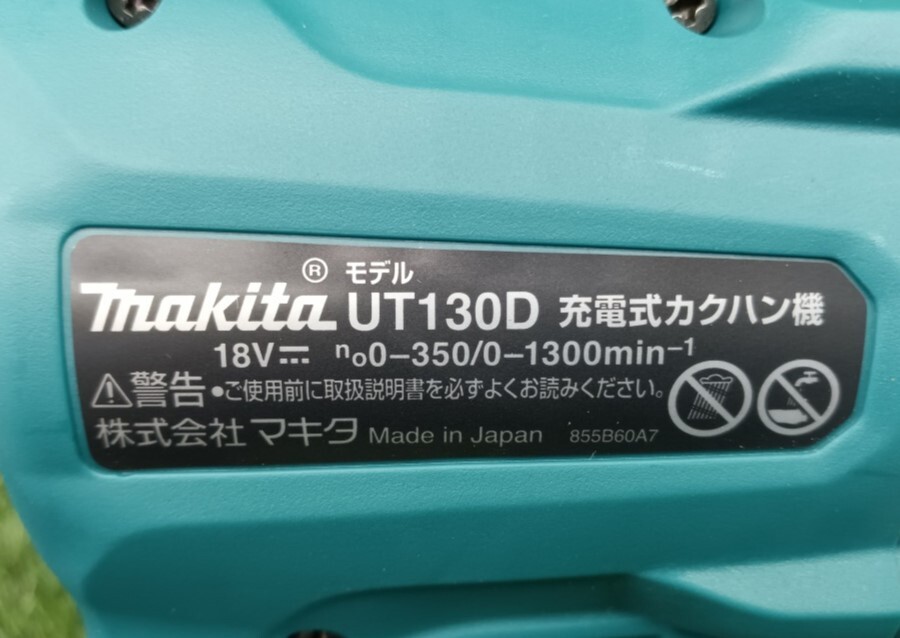 makita® モデル UT130D 充電式カクハン機
18V⎓ n₀0-350/0-1300min⁻¹
⚠警告 ●ご使用前に取扱説明書を必ずよくお読みください。
株式会社マキタ Made in Japan 855B60A7